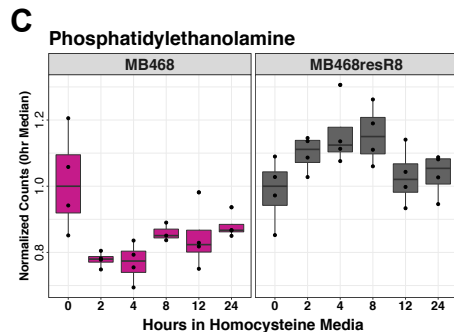 C
Phosphatidylethanolamine
MB468
MB468resR8
Normalized Counts (0hr Median)
1.2
1.0
0.8
0 2 4 8 12 24
0 2 4 8 12 24
Hours in Homocysteine Media